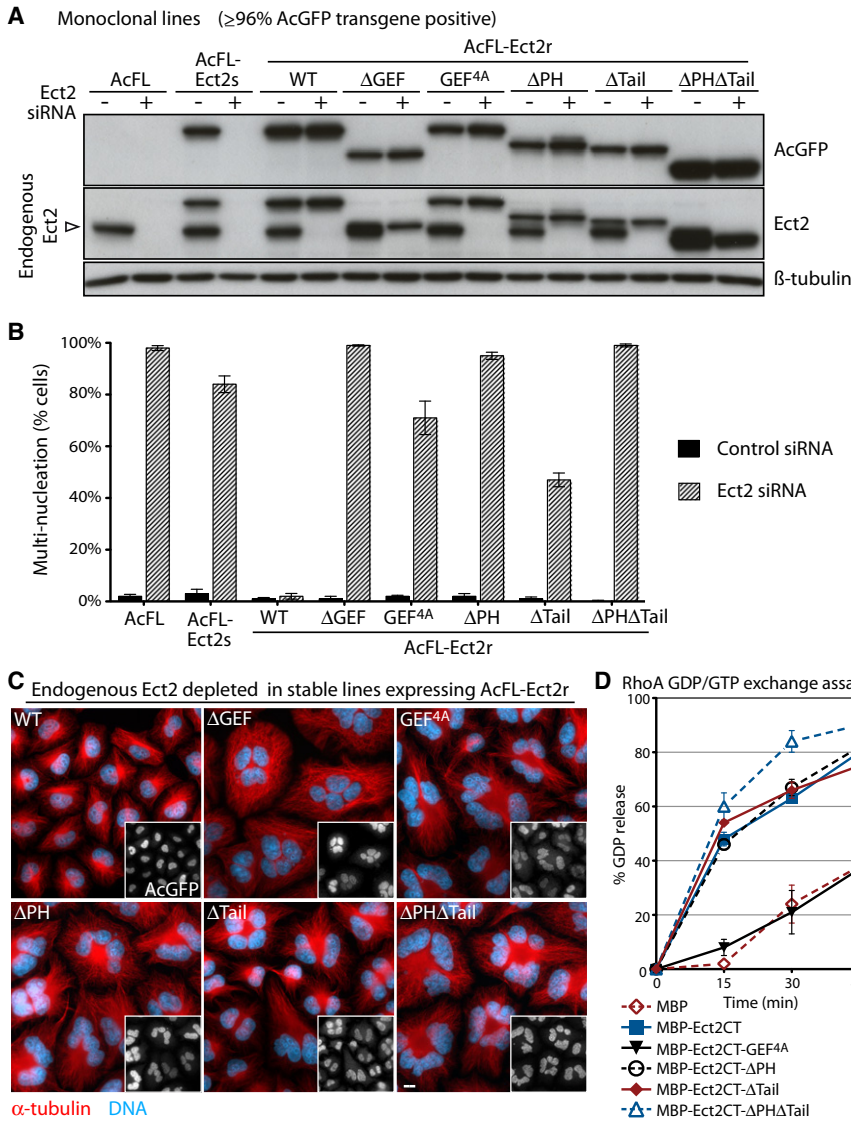 A Monoclonal lines (≥96% AcGFP transgene positive)
AcFL-Ect2r
AcFL AcFL-Ect2s WT ΔGEF GEF4A ΔPH ΔTail ΔPHΔTail
Ect2 siRNA - + - + - + - + - + - + - + - +
AcGFP
Endogenous Ect2
Ect2
ß-tubulin
B
100%
80%
60%
40%
20%
0%
Multi-nucleation (% cells)
Control siRNA
Ect2 siRNA
AcFL AcFL-Ect2s WT ΔGEF GEF4A ΔPH ΔTail ΔPHΔTail
AcFL-Ect2r
C Endogenous Ect2 depleted in stable lines expressing AcFL-Ect2r
WT ΔGEF GEF4A
AcGFP
ΔPH ΔTail ΔPHΔTail
α-tubulin DNA
D RhoA GDP/GTP exchange assa
100
80
60
40
20
0
% GDP release
0 15 30
Time (min)
MBP
MBP-Ect2CT
MBP-Ect2CT-GEF4A
MBP-Ect2CT-ΔPH
MBP-Ect2CT-ΔTail
MBP-Ect2CT-ΔPHΔTail